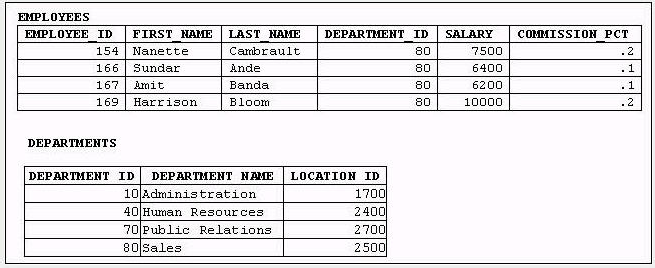 EMPLOYEES
EMPLOYEE_ID FIRST_NAME LAST_NAME DEPARTMENT_ID SALARY COMMISSION_PCT
154 Nanette Cambrault 80 7500 .2
166 Sundar Ande 80 6400 .1
167 Amit Banda 80 6200 .1
169 Harrison Bloom 80 10000 .2
DEPARTMENTS
DEPARTMENT ID DEPARTMENT NAME LOCATION ID
10 Administration 1700
40 Human Resources 2400
70 Public Relations 2700
80 Sales 2500